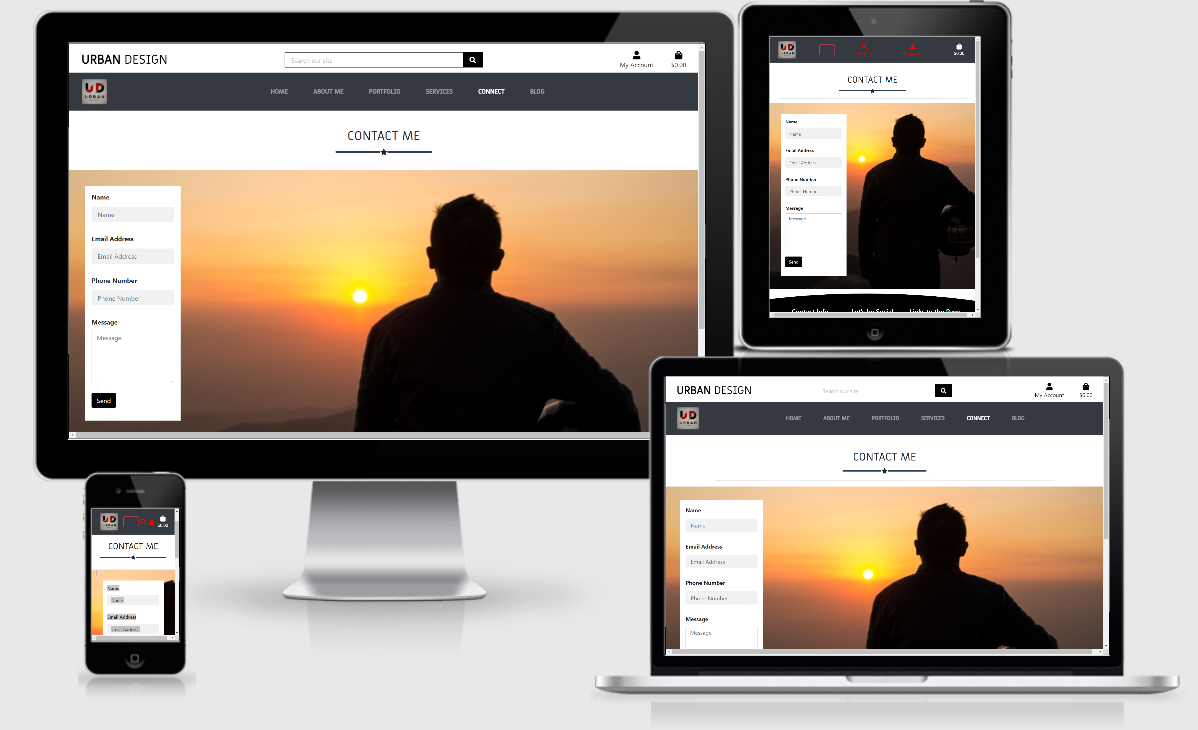 URBAN DESIGN
Search our site
My Account
$0.00
UD
URBAN
HOME ABOUT ME PORTFOLIO SERVICES CONNECT BLOG
CONTACT ME
Name
Name
Email Address
Email Address
Phone Number
Phone Number
Message
Message
Send
UD
URBAN
$0.00
CONTACT ME
Name
Name
Email Address
Email Address
Phone Number
Phone Number
Message
Message
Send
Contact Info Let's be Social Links to the Page
UD
URBAN
$0.00
CONTACT ME
Name
Name
Email Address
Email Address
URBAN DESIGN
Search our site
My Account
$0.00
UD
URBAN
HOME ABOUT ME PORTFOLIO SERVICES CONNECT BLOG
CONTACT ME
Name
Name
Email Address
Email Address
Phone Number
Phone Number
Message
Message